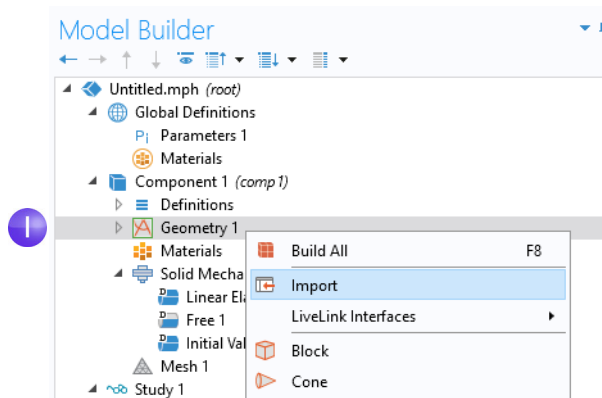 Model Builder
Untitled.mph (root)
Global Definitions
Pi Parameters 1
Materials
Component 1 (comp1)
Definitions
I
Geometry 1
Materials
Build All F8
Solid Mecha
Import
Linear Ela
LiveLink Interfaces
Free 1
Initial Val
Block
Mesh 1
Cone
Study 1